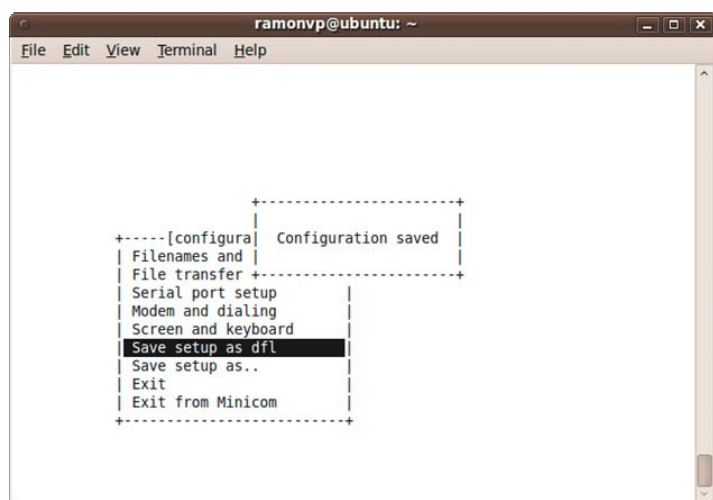 ramonvp@ubuntu: ~
File Edit View Terminal Help
+-----------------------+
| |
+-----[configura| Configuration saved |
| Filenames and | |
| File transfer +-----------------------+
| Serial port setup |
| Modem and dialing |
| Screen and keyboard |
| Save setup as dfl |
| Save setup as.. |
| Exit |
| Exit from Minicom |
+--------------------------+